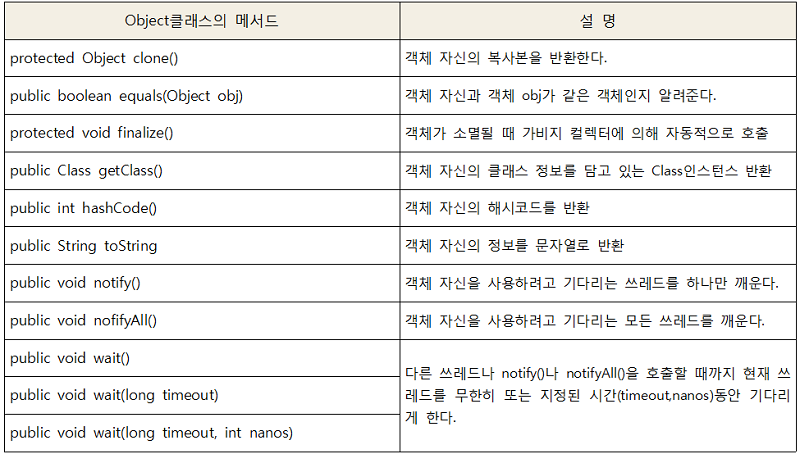 Object클래스의 메서드
설 명
protected Object clone()
객체 자신의 복사본을 반환한다.
public boolean equals(Object obj)
객체 자신과 객체 obj가 같은 객체인지 알려준다.
protected void finalize()
객체가 소멸될 때 가비지 컬렉터에 의해 자동적으로 호출
public Class getClass()
객체 자신의 클래스 정보를 담고 있는 Class인스턴스 반환
public int hashCode()
객체 자신의 해시코드를 반환
public String toString
객체 자신의 정보를 문자열로 반환
public void notify()
객체 자신을 사용하려고 기다리는 쓰레드를 하나만 깨운다.
public void nofifyAll()
객체 자신을 사용하려고 기다리는 모든 쓰레드를 깨운다.
public void wait()
public void wait(long timeout)
public void wait(long timeout, int nanos)
다른 쓰레드나 notify()나 notifyAll()을 호출할 때까지 현재 쓰
레드를 무한히 또는 지정된 시간(timeout,nanos)동안 기다리
게 한다.